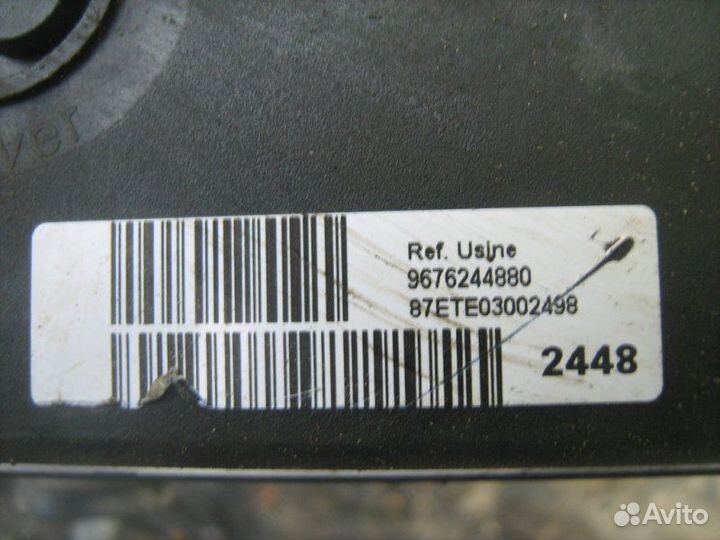 Ref. Usine
9676244880
87ETE03002498
2448
Avito